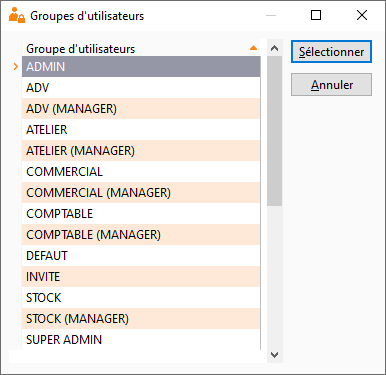 Groupes d'utilisateurs
Groupe d'utilisateurs
Sélectionner
ADMIN
Annuler
ADV
ADV (MANAGER)
ATELIER
ATELIER (MANAGER)
COMMERCIAL
COMMERCIAL (MANAGER)
COMPTABLE
COMPTABLE (MANAGER)
DEFAUT
INVITE
STOCK
STOCK (MANAGER)
SUPER ADMIN